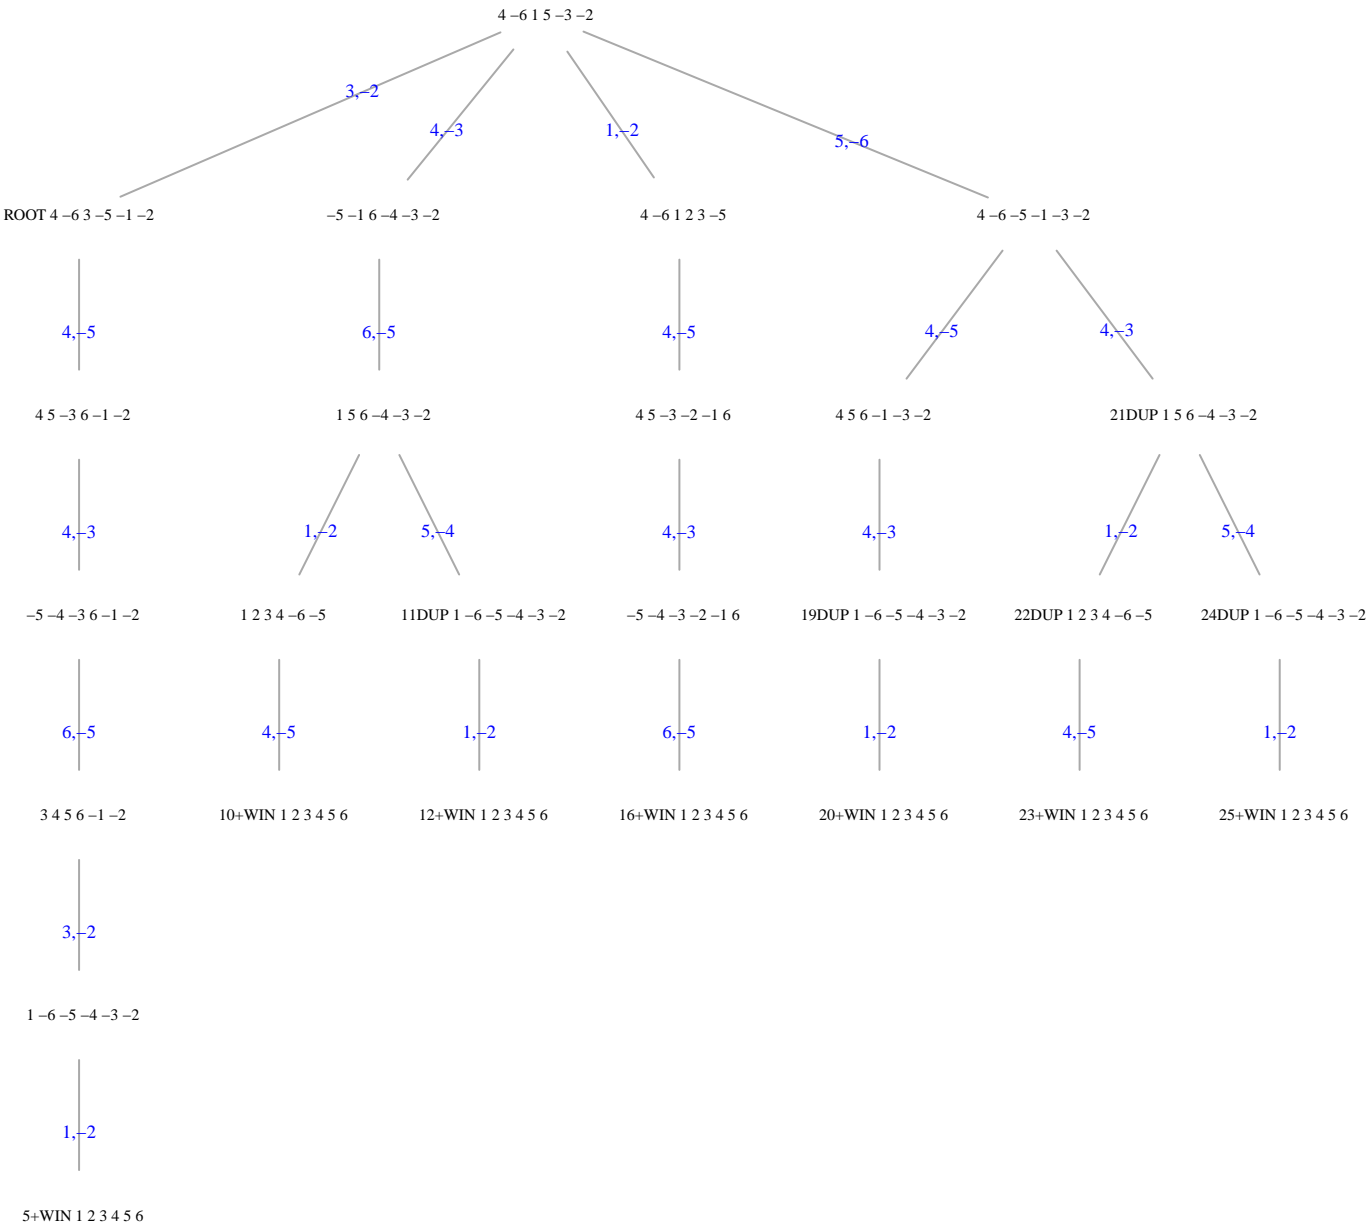 4 –6 1 5 –3 –2
3,–2
4,–3
1,–2
5,–6
ROOT 4 –6 3 –5 –1 –2
–5 –1 6 –4 –3 –2
4 –6 1 2 3 –5
4 –6 –5 –1 –3 –2
4,–5
6,–5
4,–5
4,–5
4,–3
4 5 –3 6 –1 –2
1 5 6 –4 –3 –2
4 5 –3 –2 –1 6
4 5 6 –1 –3 –2
21DUP 1 5 6 –4 –3 –2
4,–3
1,–2
5,–4
4,–3
4,–3
1,–2
5,–4
–5 –4 –3 6 –1 –2
1 2 3 4 –6 –5
11DUP 1 –6 –5 –4 –3 –2
–5 –4 –3 –2 –1 6
19DUP 1 –6 –5 –4 –3 –2
22DUP 1 2 3 4 –6 –5
24DUP 1 –6 –5 –4 –3 –2
6,–5
4,–5
1,–2
6,–5
1,–2
4,–5
1,–2
3 4 5 6 –1 –2
10+WIN 1 2 3 4 5 6
12+WIN 1 2 3 4 5 6
16+WIN 1 2 3 4 5 6
20+WIN 1 2 3 4 5 6
23+WIN 1 2 3 4 5 6
25+WIN 1 2 3 4 5 6
3,–2
1 –6 –5 –4 –3 –2
1,–2
5+WIN 1 2 3 4 5 6